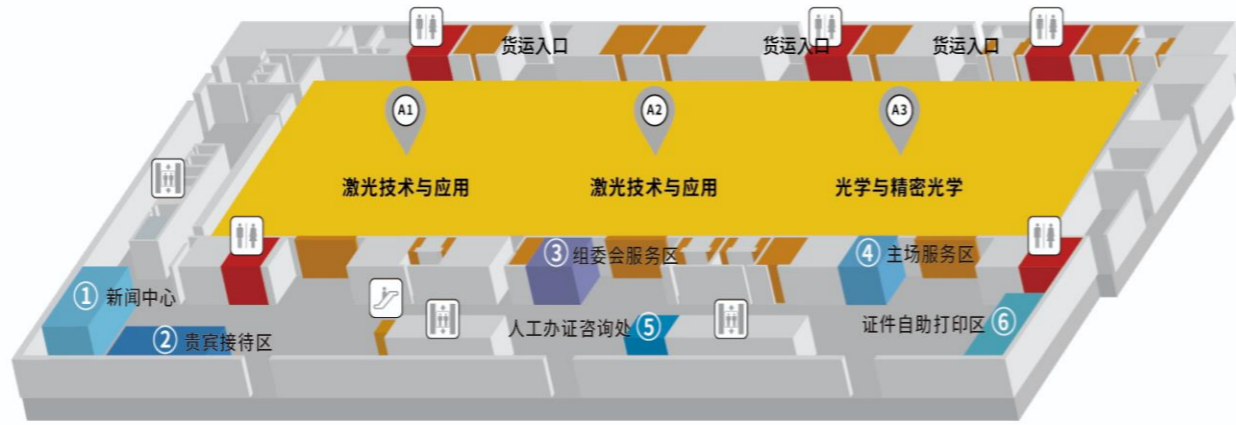 货运入口
货运入口
货运入口
A1
A2
A3
激光技术与应用
激光技术与应用
光学与精密光学
③ 组委会服务区
④ 主场服务区
① 新闻中心
② 贵宾接待区
人工办证咨询处 ⑤
证件自助打印区 ⑥